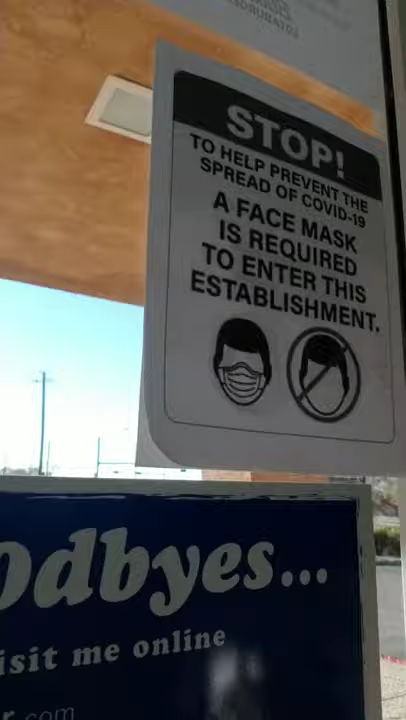 STOP!
TO HELP PREVENT THE
SPREAD OF COVID-19
A FACE MASK
IS REQUIRED
TO ENTER THIS
ESTABLISHMENT.
odbyes...
isit me online
r.com